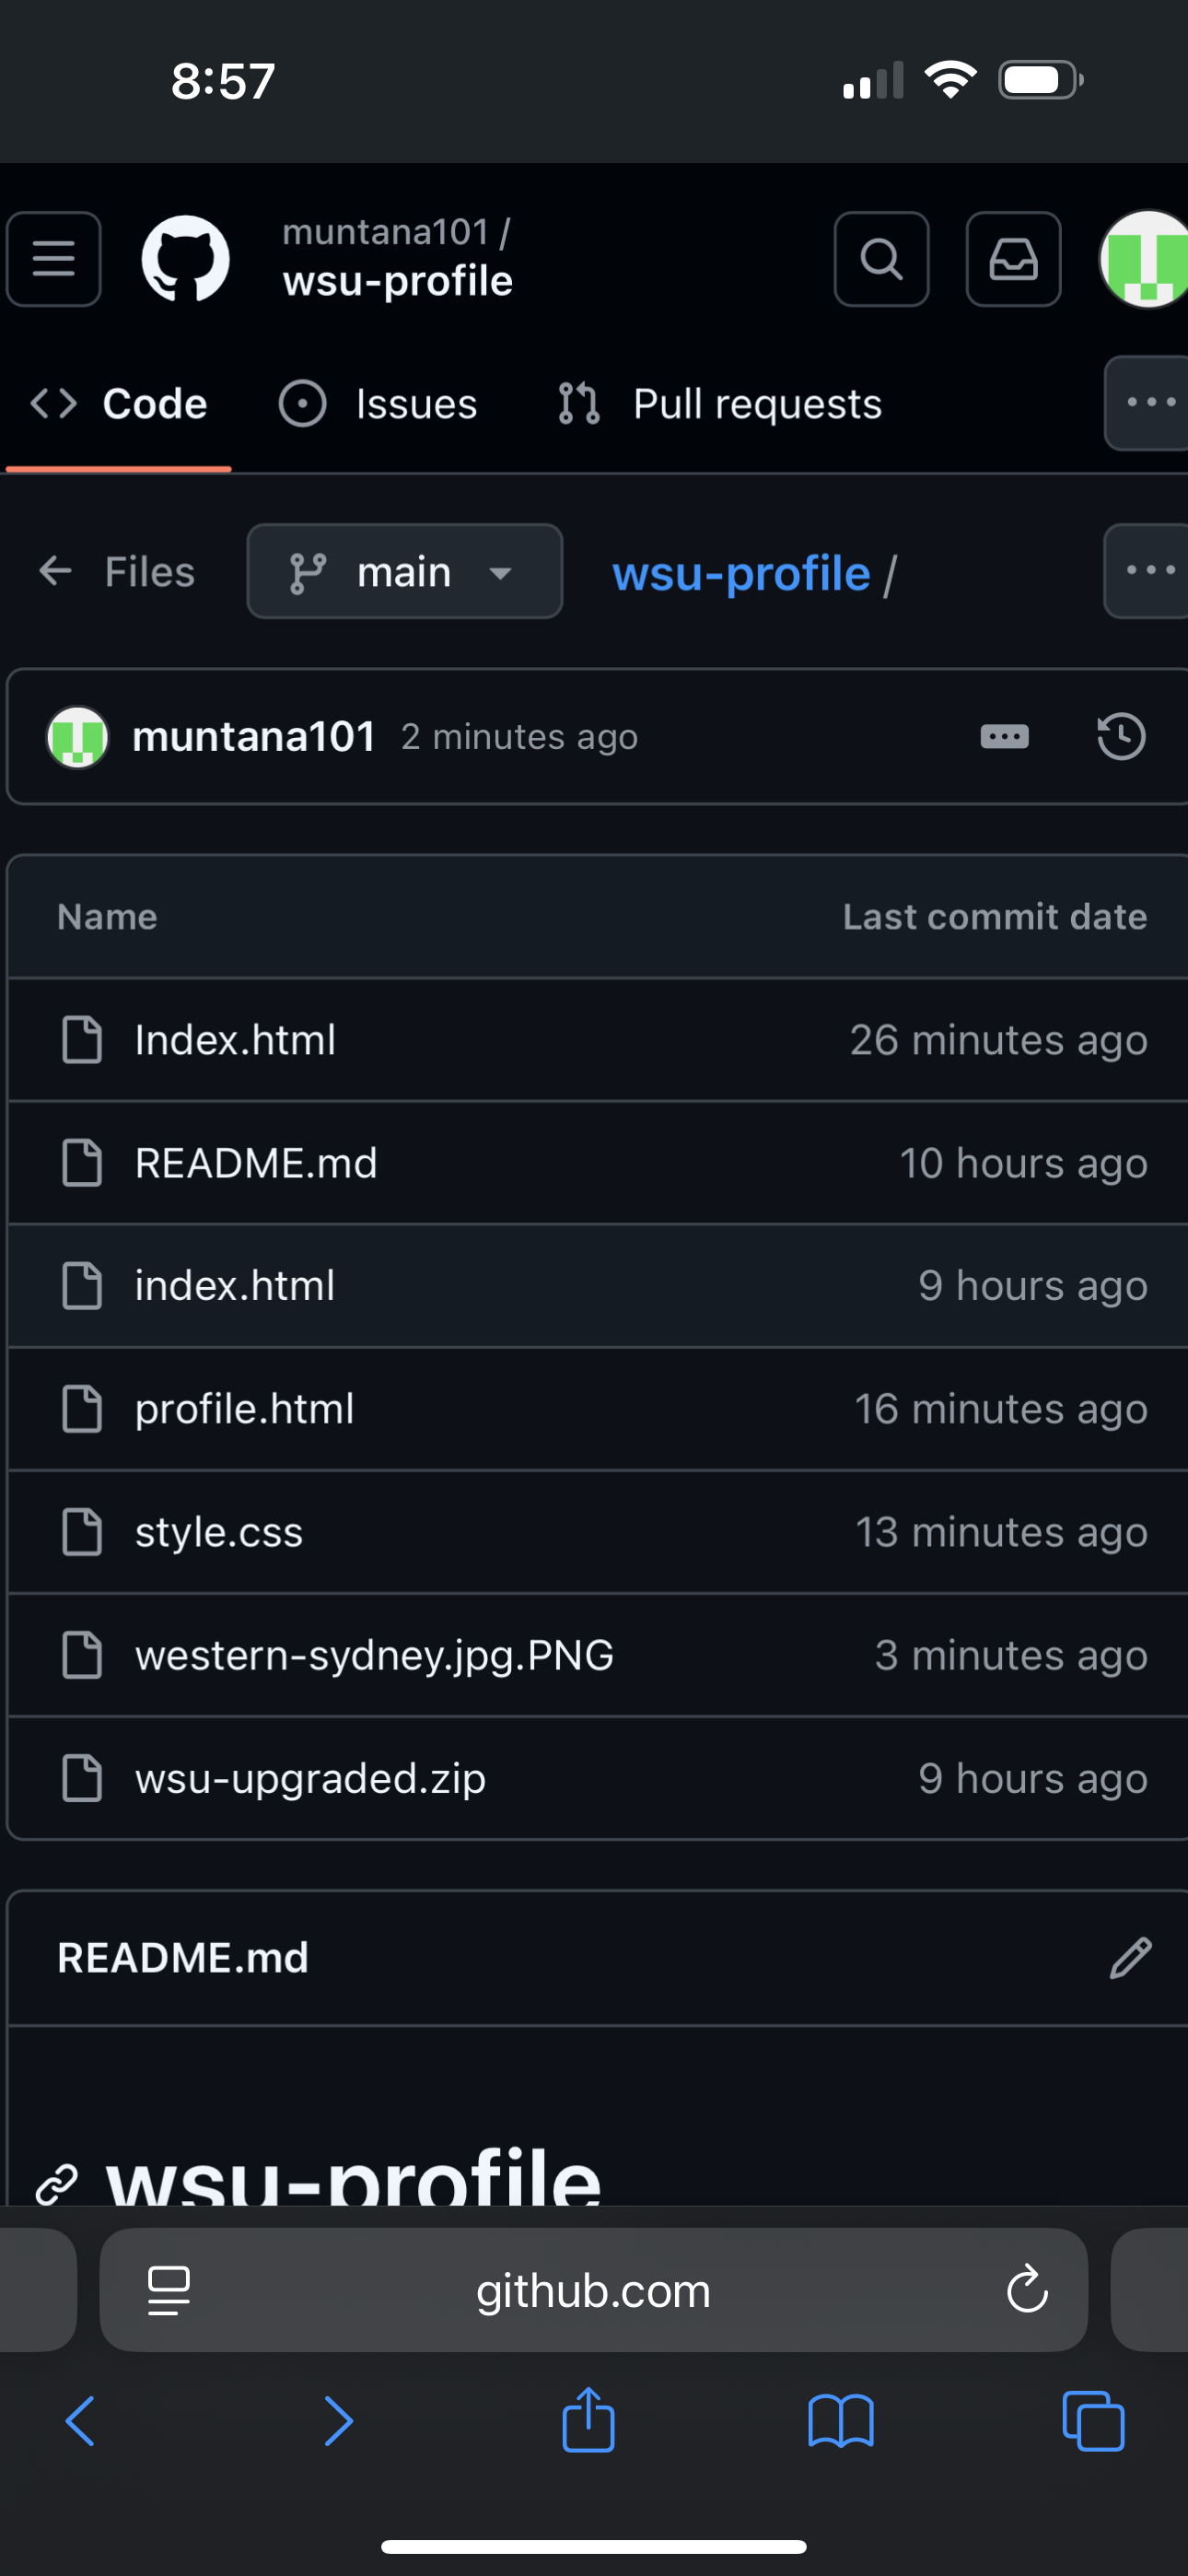 8:57
muntana101 /
wsu-profile
Code
Issues
Pull requests
Files
main
wsu-profile /
muntana101 2 minutes ago
Name Last commit date
Index.html 26 minutes ago
README.md 10 hours ago
index.html 9 hours ago
profile.html 16 minutes ago
style.css 13 minutes ago
western-sydney.jpg.PNG 3 minutes ago
wsu-upgraded.zip 9 hours ago
README.md
wsu-profile
github.com